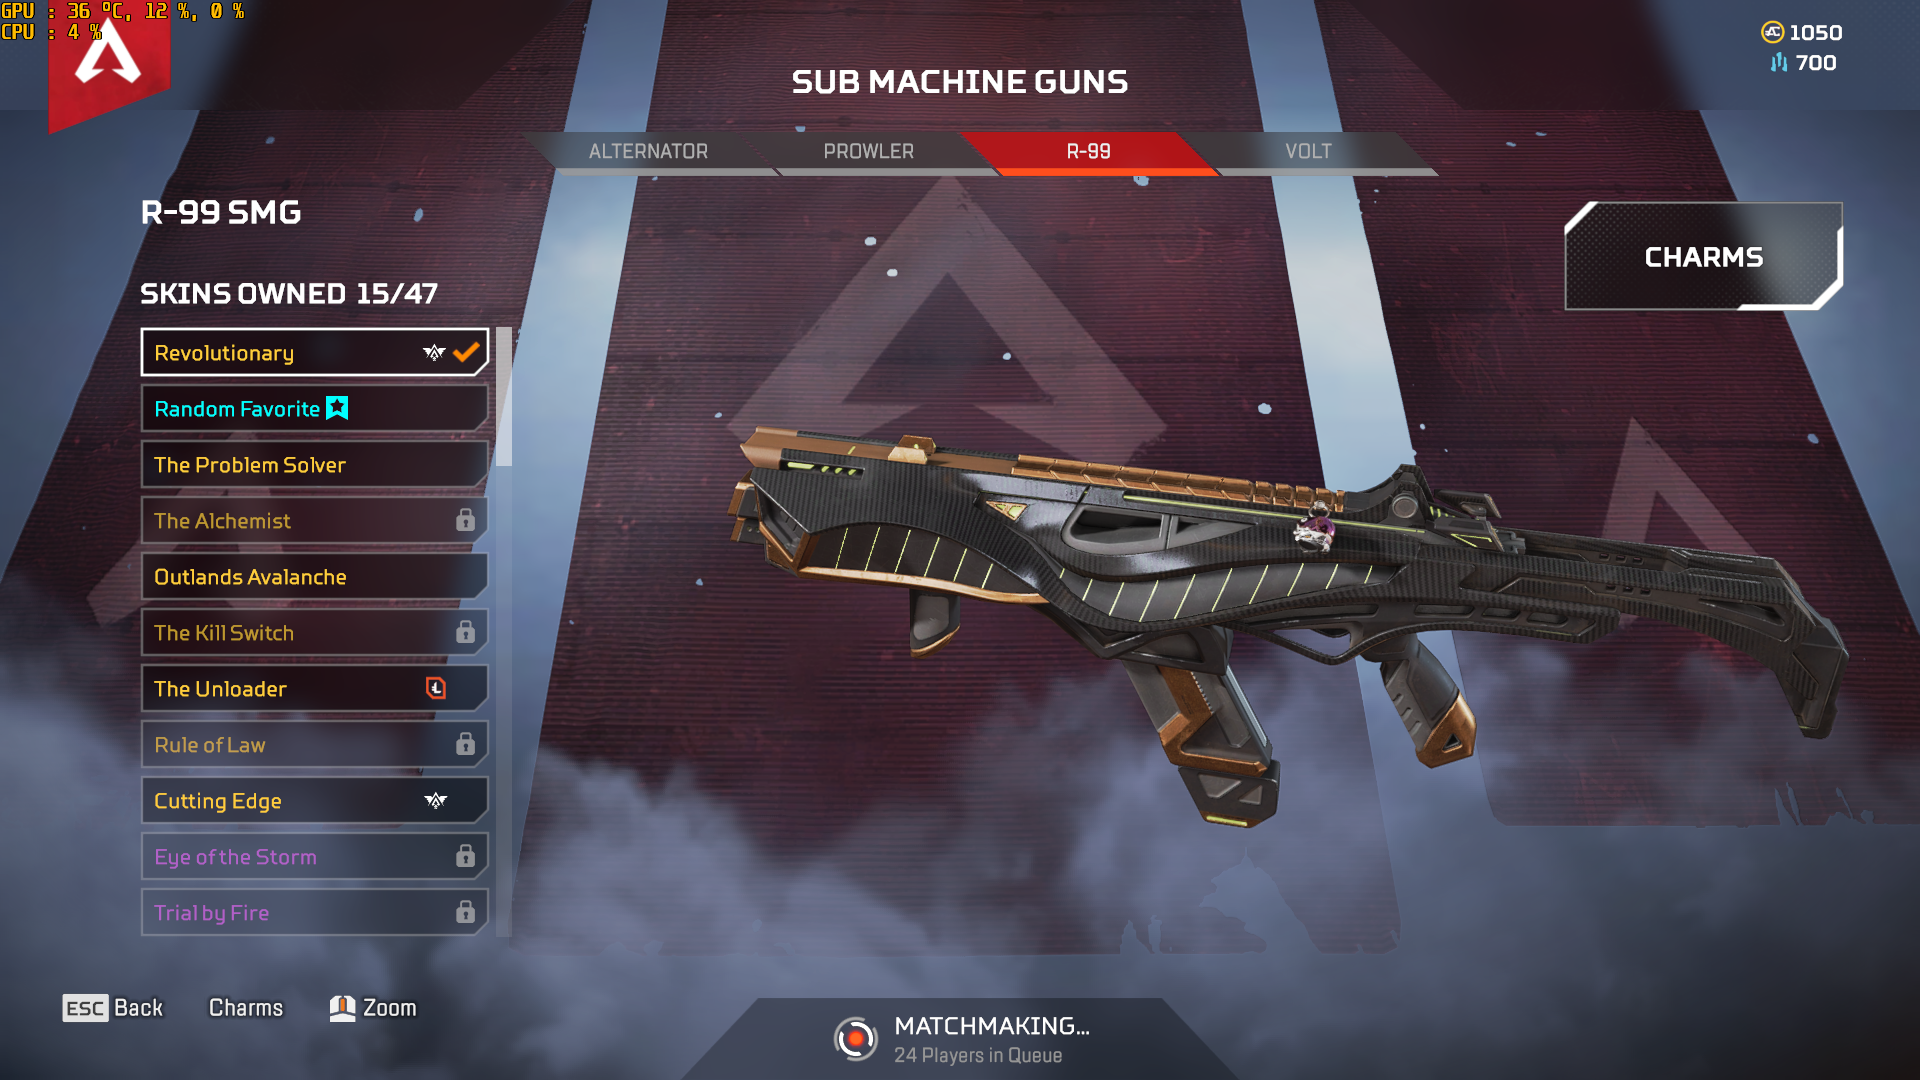 GPU : 36 °C, 12 %, 0 %
CPU : 4 %
1050
700
SUB MACHINE GUNS
ALTERNATOR
PROWLER
R-99
VOLT
R-99 SMG
CHARMS
SKINS OWNED 15/47
Revolutionary
Random Favorite
The Problem Solver
The Alchemist
Outlands Avalanche
The Kill Switch
The Unloader
Rule of Law
Cutting Edge
Eye of the Storm
Trial by Fire
ESC Back
Charms
Zoom
MATCHMAKING...
24 Players in Queue